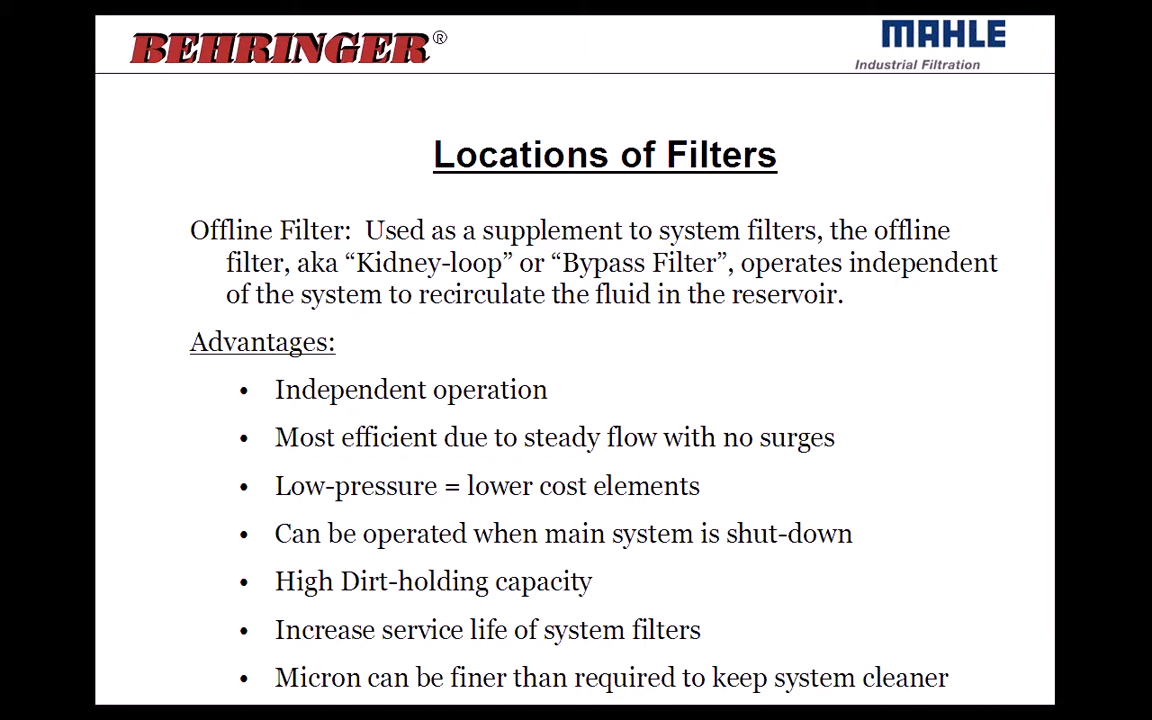 BEHRINGER®
MAHLE
Industrial Filtration
Locations of Filters
Offline Filter:  Used as a supplement to system filters, the offline
filter, aka “Kidney-loop” or “Bypass Filter”, operates independent
of the system to recirculate the fluid in the reservoir.
Advantages:
• Independent operation
• Most efficient due to steady flow with no surges
• Low-pressure = lower cost elements
• Can be operated when main system is shut-down
• High Dirt-holding capacity
• Increase service life of system filters
• Micron can be finer than required to keep system cleaner